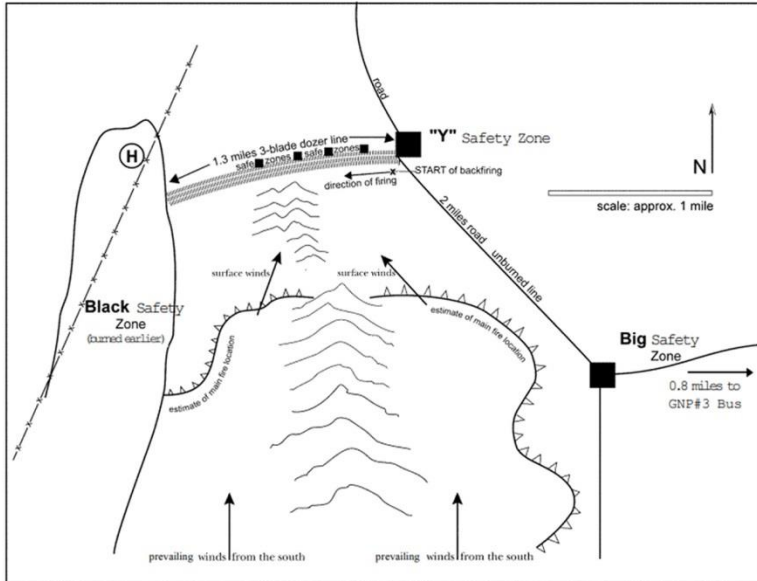 road
"Y" Safety Zone
1.3 miles 3-blade dozer line
safe zones safe zones
START of backfiring
direction of firing
H
N
scale: approx. 1 mile
2 miles road unburned line
surface winds
surface winds
Black Safety
Zone
(burned earlier)
estimate of main fire location
estimate of main fire location
Big Safety
Zone
0.8 miles to
GNP#3 Bus
prevailing winds from the south
prevailing winds from the south